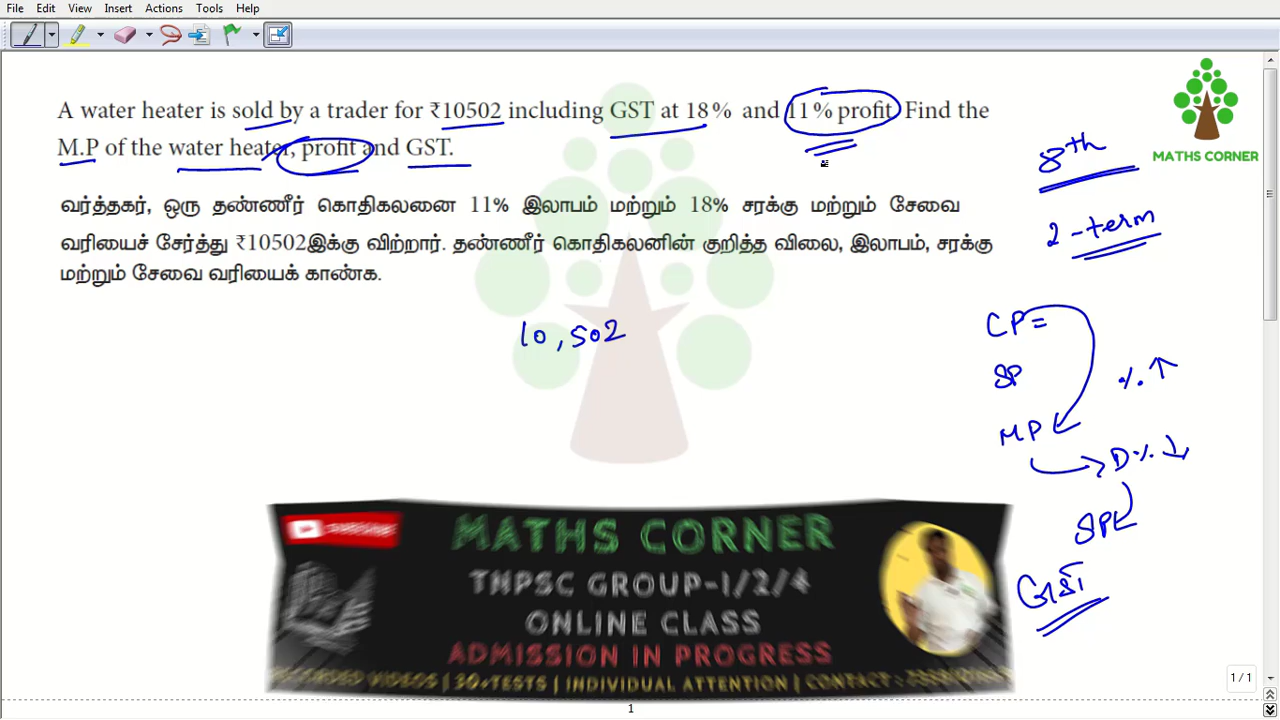 File Edit View Insert Actions Tools Help
A water heater is sold by a trader for ₹10502 including GST at 18% and 11% profit. Find the
M.P of the water heater, profit and GST.
வர்த்தகர், ஒரு தண்ணீர் கொதிகலனை 11% இலாபம் மற்றும் 18% சரக்கு மற்றும் சேவை
வரியைச் சேர்த்து ₹10502இக்கு விற்றார். தண்ணீர் கொதிகலனின் குறித்த விலை, இலாபம், சரக்கு
மற்றும் சேவை வரியைக் காண்க.
MATHS CORNER
8th
2-term
10,502
CP=
SP
%↑
MP
D%↓
SP
MATHS CORNER
TNPSC GROUP-1/2/4
ONLINE CLASS
ADMISSION IN PROGRESS
TESTS | INDIVIDUAL ATTENTION | CONTACT :
1 / 1
1